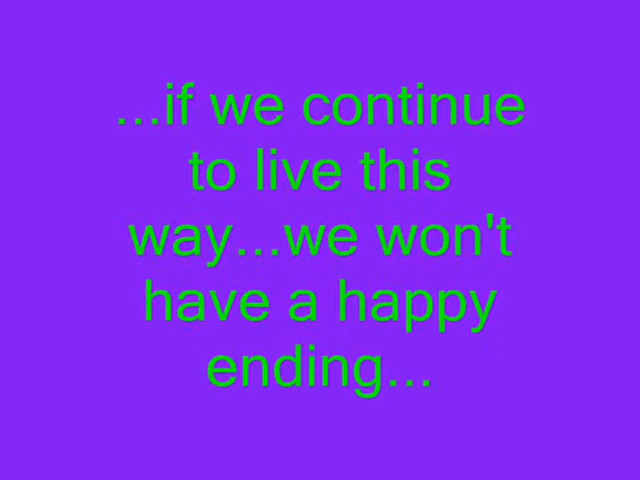 ...if we continue
to live this
way...we won't
have a happy
ending...